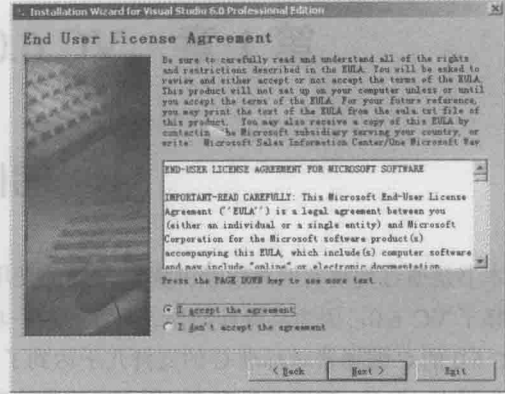 Installation Wizard for Visual Studio 6.0 Professional Edition
End User License Agreement
Be sure to carefully read and understand all of the rights
and restrictions described in the EULA. You will be asked to
review and either accept or not accept the terms of the EULA.
This product will not set up on your computer unless or until
you accept the terms of the EULA. For your future reference,
you may print the text of the EULA from the eula.txt file of
this product. You may also receive a copy of this EULA by
contactin he Microsoft subsidiary serving your country, or
write: Microsoft Sales Information Center/One Microsoft Way
END-USER LICENSE AGREEMENT FOR MICROSOFT SOFTWARE
IMPORTANT-READ CAREFULLY: This Microsoft End-User License
Agreement (''EULA'') is a legal agreement between you
(either an individual or a single entity) and Microsoft
Corporation for the Microsoft software product(s)
accompanying this EULA, which include(s) computer software
and may include "online" or electronic documentation
Press the PAGE DOWN key to see more text.
I accept the agreement
I don't accept the agreement
< Back
Next >
Exit